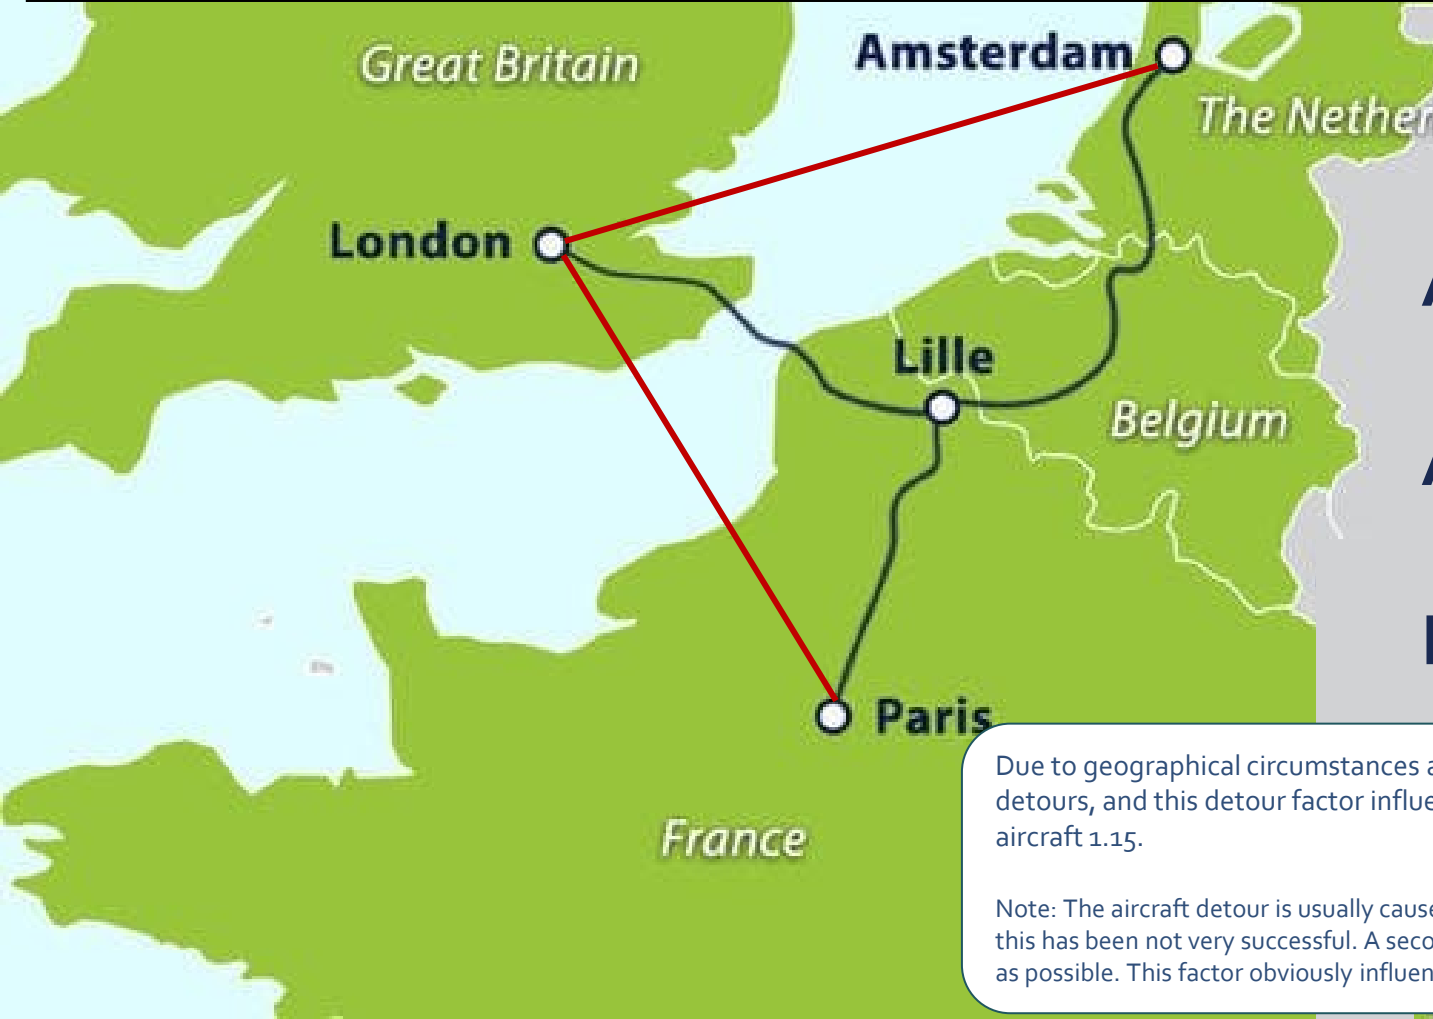 Great Britain
Amsterdam
The Nether
London
Lille
Belgium
Paris
France
Due to geographical circumstances a
detours, and this detour factor influe
aircraft 1.15.
Note: The aircraft detour is usually cause
this has been not very successful. A seco
as possible. This factor obviously influen